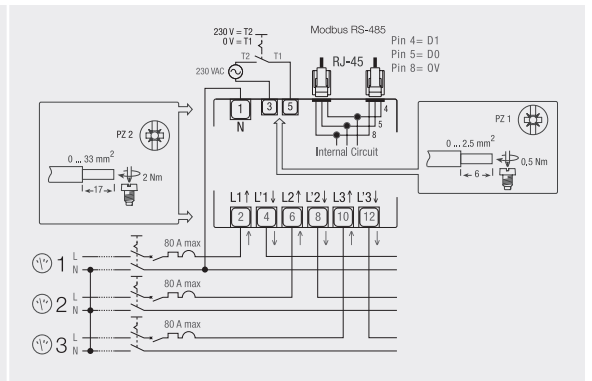 230 V = T2
0 V = T1
T2 T1
230 VAC
Modbus RS-485
RJ-45
Pin 4= D1
Pin 5= D0
Pin 8= 0V
1 3 5
N
4
5
8
Internal Circuit
PZ 2
0 ... 33 mm2
17
2 Nm
PZ 1
0 ... 2.5 mm2
6
0,5 Nm
L1↑ L'1↓ L2↑ L'2↓ L3↑ L'3↓
2 4 6 8 10 12
80 A max
1 L
N
80 A max
2 L
N
80 A max
3 L
N